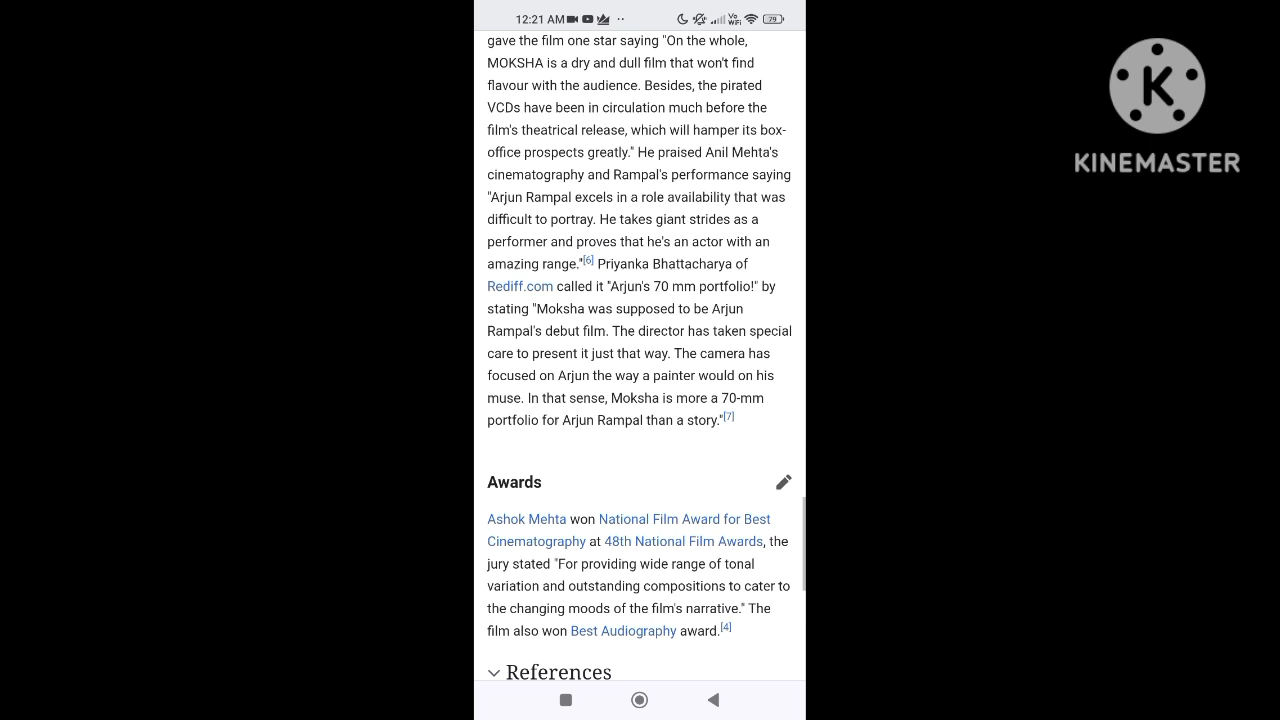 12:21 AM
Vo
WiFi
79
gave the film one star saying "On the whole,
MOKSHA is a dry and dull film that won't find
flavour with the audience. Besides, the pirated
VCDs have been in circulation much before the
film's theatrical release, which will hamper its box-
office prospects greatly." He praised Anil Mehta's
cinematography and Rampal's performance saying
"Arjun Rampal excels in a role availability that was
difficult to portray. He takes giant strides as a
performer and proves that he's an actor with an
amazing range."[6] Priyanka Bhattacharya of
Rediff.com called it "Arjun's 70 mm portfolio!" by
stating "Moksha was supposed to be Arjun
Rampal's debut film. The director has taken special
care to present it just that way. The camera has
focused on Arjun the way a painter would on his
muse. In that sense, Moksha is more a 70-mm
portfolio for Arjun Rampal than a story."[7]
Awards
Ashok Mehta won National Film Award for Best
Cinematography at 48th National Film Awards, the
jury stated "For providing wide range of tonal
variation and outstanding compositions to cater to
the changing moods of the film's narrative." The
film also won Best Audiography award.[4]
References
K
KINEMASTER